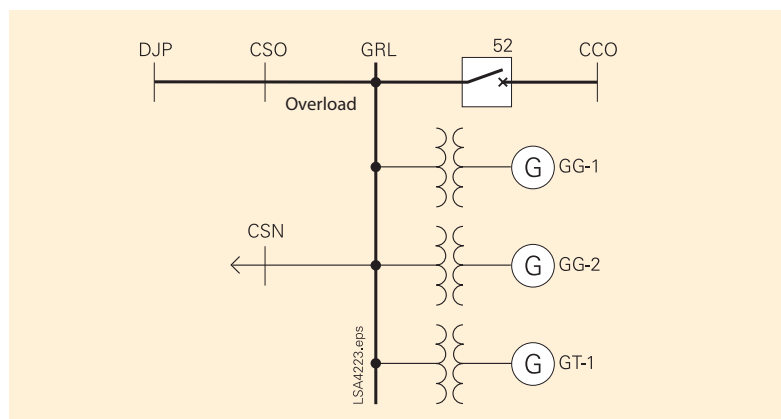 DJP CSO GRL 52 CCO
Overload
G GG-1
CSN
G GG-2
LSA4223.eps
G GT-1